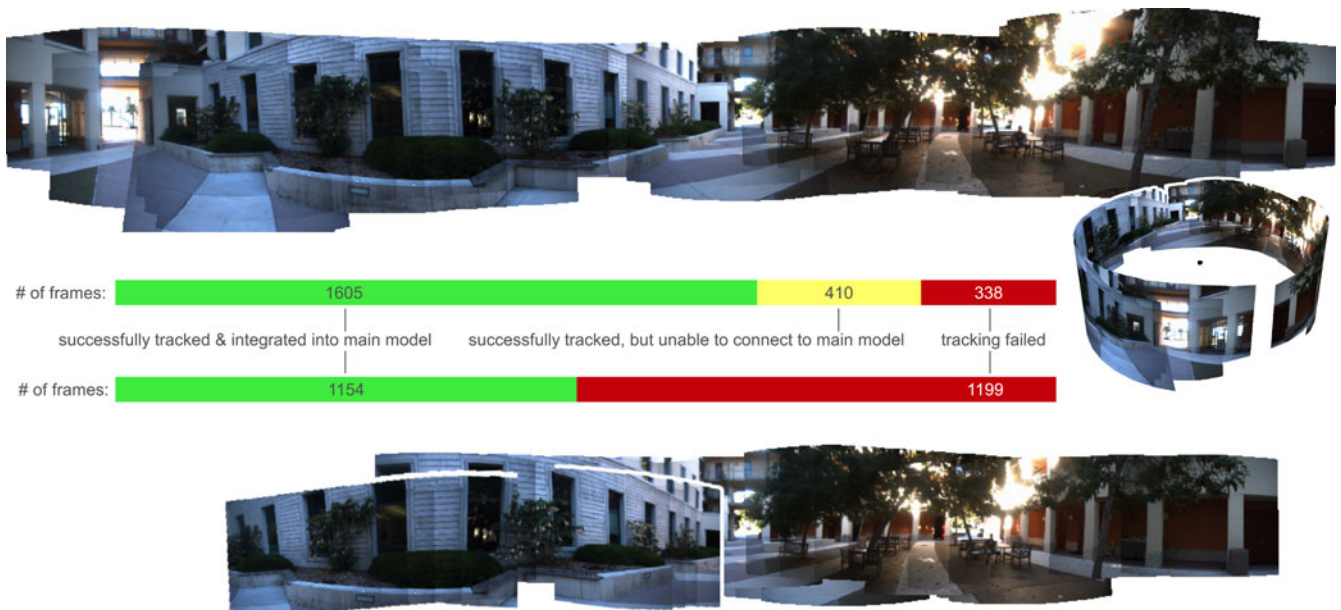 # of frames: 1605 410 338
successfully tracked & integrated into main model successfully tracked, but unable to connect to main model tracking failed
# of frames: 1154 1199